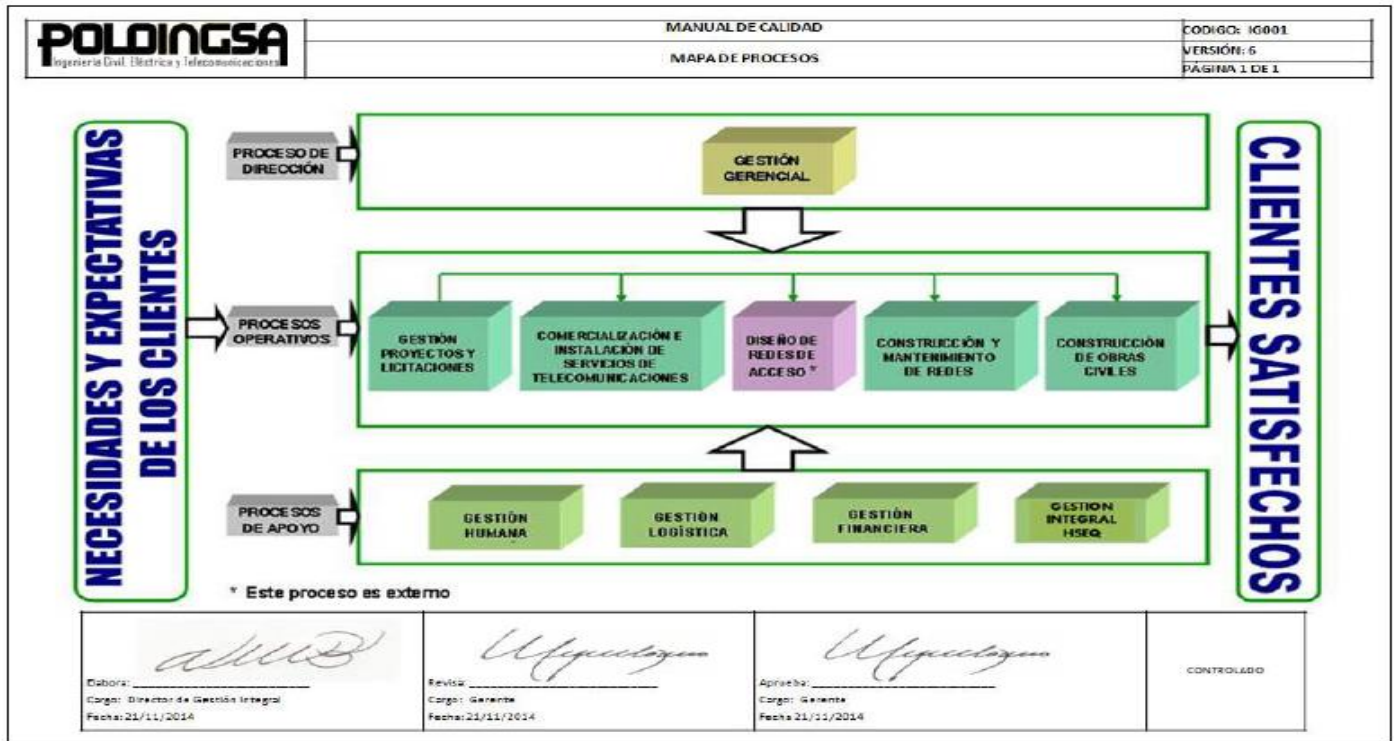 POLOINGSA
Ingeniería Civil, Eléctrica y Telecomunicaciones
MANUAL DE CALIDAD
MAPA DE PROCESOS
CODIGO: IG001
VERSIÓN: 6
PÁGINA 1 DE 1
NECESIDADES Y EXPECTATIVAS
DE LOS CLIENTES
PROCESO DE
DIRECCIÓN
GESTIÓN
GERENCIAL
PROCESOS
OPERATIVOS
GESTIÓN
PROYECTOS Y
LICITACIONES
COMERCIALIZACIÓN E
INSTALACIÓN DE
SERVICIOS DE
TELECOMUNICACIONES
DISEÑO DE
REDES DE
ACCESO *
CONSTRUCCIÓN Y
MANTENIMIENTO
DE REDES
CONSTRUCCIÓN
DE OBRAS
CIVILES
PROCESOS
DE APOYO
GESTIÓN
HUMANA
GESTIÓN
LOGÍSTICA
GESTIÓN
FINANCIERA
GESTION
INTEGRAL
HSEQ
CLIENTES SATISFECHOS
* Este proceso es externo
Elabora:
Cargo: Director de Gestión Integral
Fecha: 21/11/2014
Revisa:
Cargo: Gerente
Fecha: 21/11/2014
Aprueba:
Cargo: Gerente
Fecha 21/11/2014
CONTROLADO